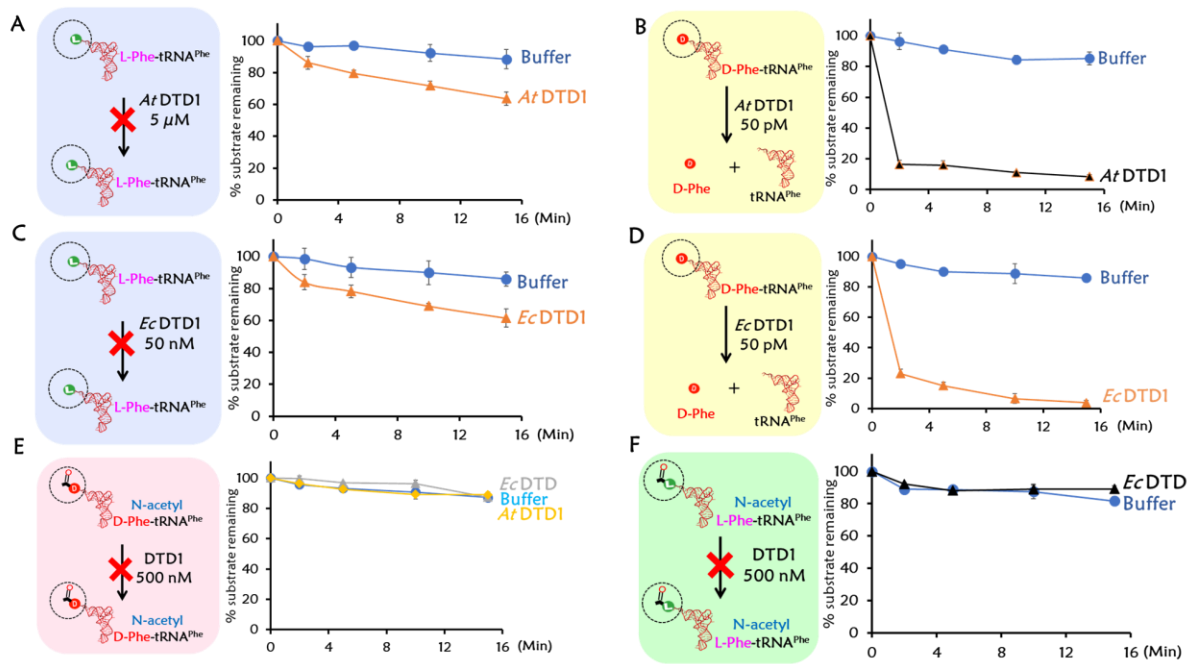 A
L
L-Phe-tRNAPhe
At DTD1
5 µM
L
L-Phe-tRNAPhe
% substrate remaining
100
80
60
40
20
0
Buffer
At DTD1
0 4 8 12 16 (Min)
B
D
D-Phe-tRNAPhe
At DTD1
50 pM
D
+
D-Phe
tRNAPhe
% substrate remaining
100
80
60
40
20
0
Buffer
At DTD1
0 4 8 12 16 (Min)
C
L
L-Phe-tRNAPhe
Ec DTD1
50 nM
L
L-Phe-tRNAPhe
% substrate remaining
100
80
60
40
20
0
Buffer
Ec DTD1
0 4 8 12 16 (Min)
D
D
D-Phe-tRNAPhe
Ec DTD1
50 pM
D
+
D-Phe
tRNAPhe
% substrate remaining
100
80
60
40
20
0
Buffer
Ec DTD1
0 4 8 12 16 (Min)
E
D
N-acetyl
D-Phe-tRNAPhe
DTD1
500 nM
D
N-acetyl
D-Phe-tRNAPhe
% substrate remaining
100
80
60
40
20
0
Ec DTD
Buffer
At DTD1
0 4 8 12 16 (Min)
F
L
N-acetyl
L-Phe-tRNAPhe
DTD1
500 nM
L
N-acetyl
L-Phe-tRNAPhe
% substrate remaining
100
80
60
40
20
0
Ec DTD
Buffer
0 4 8 12 16 (Min)